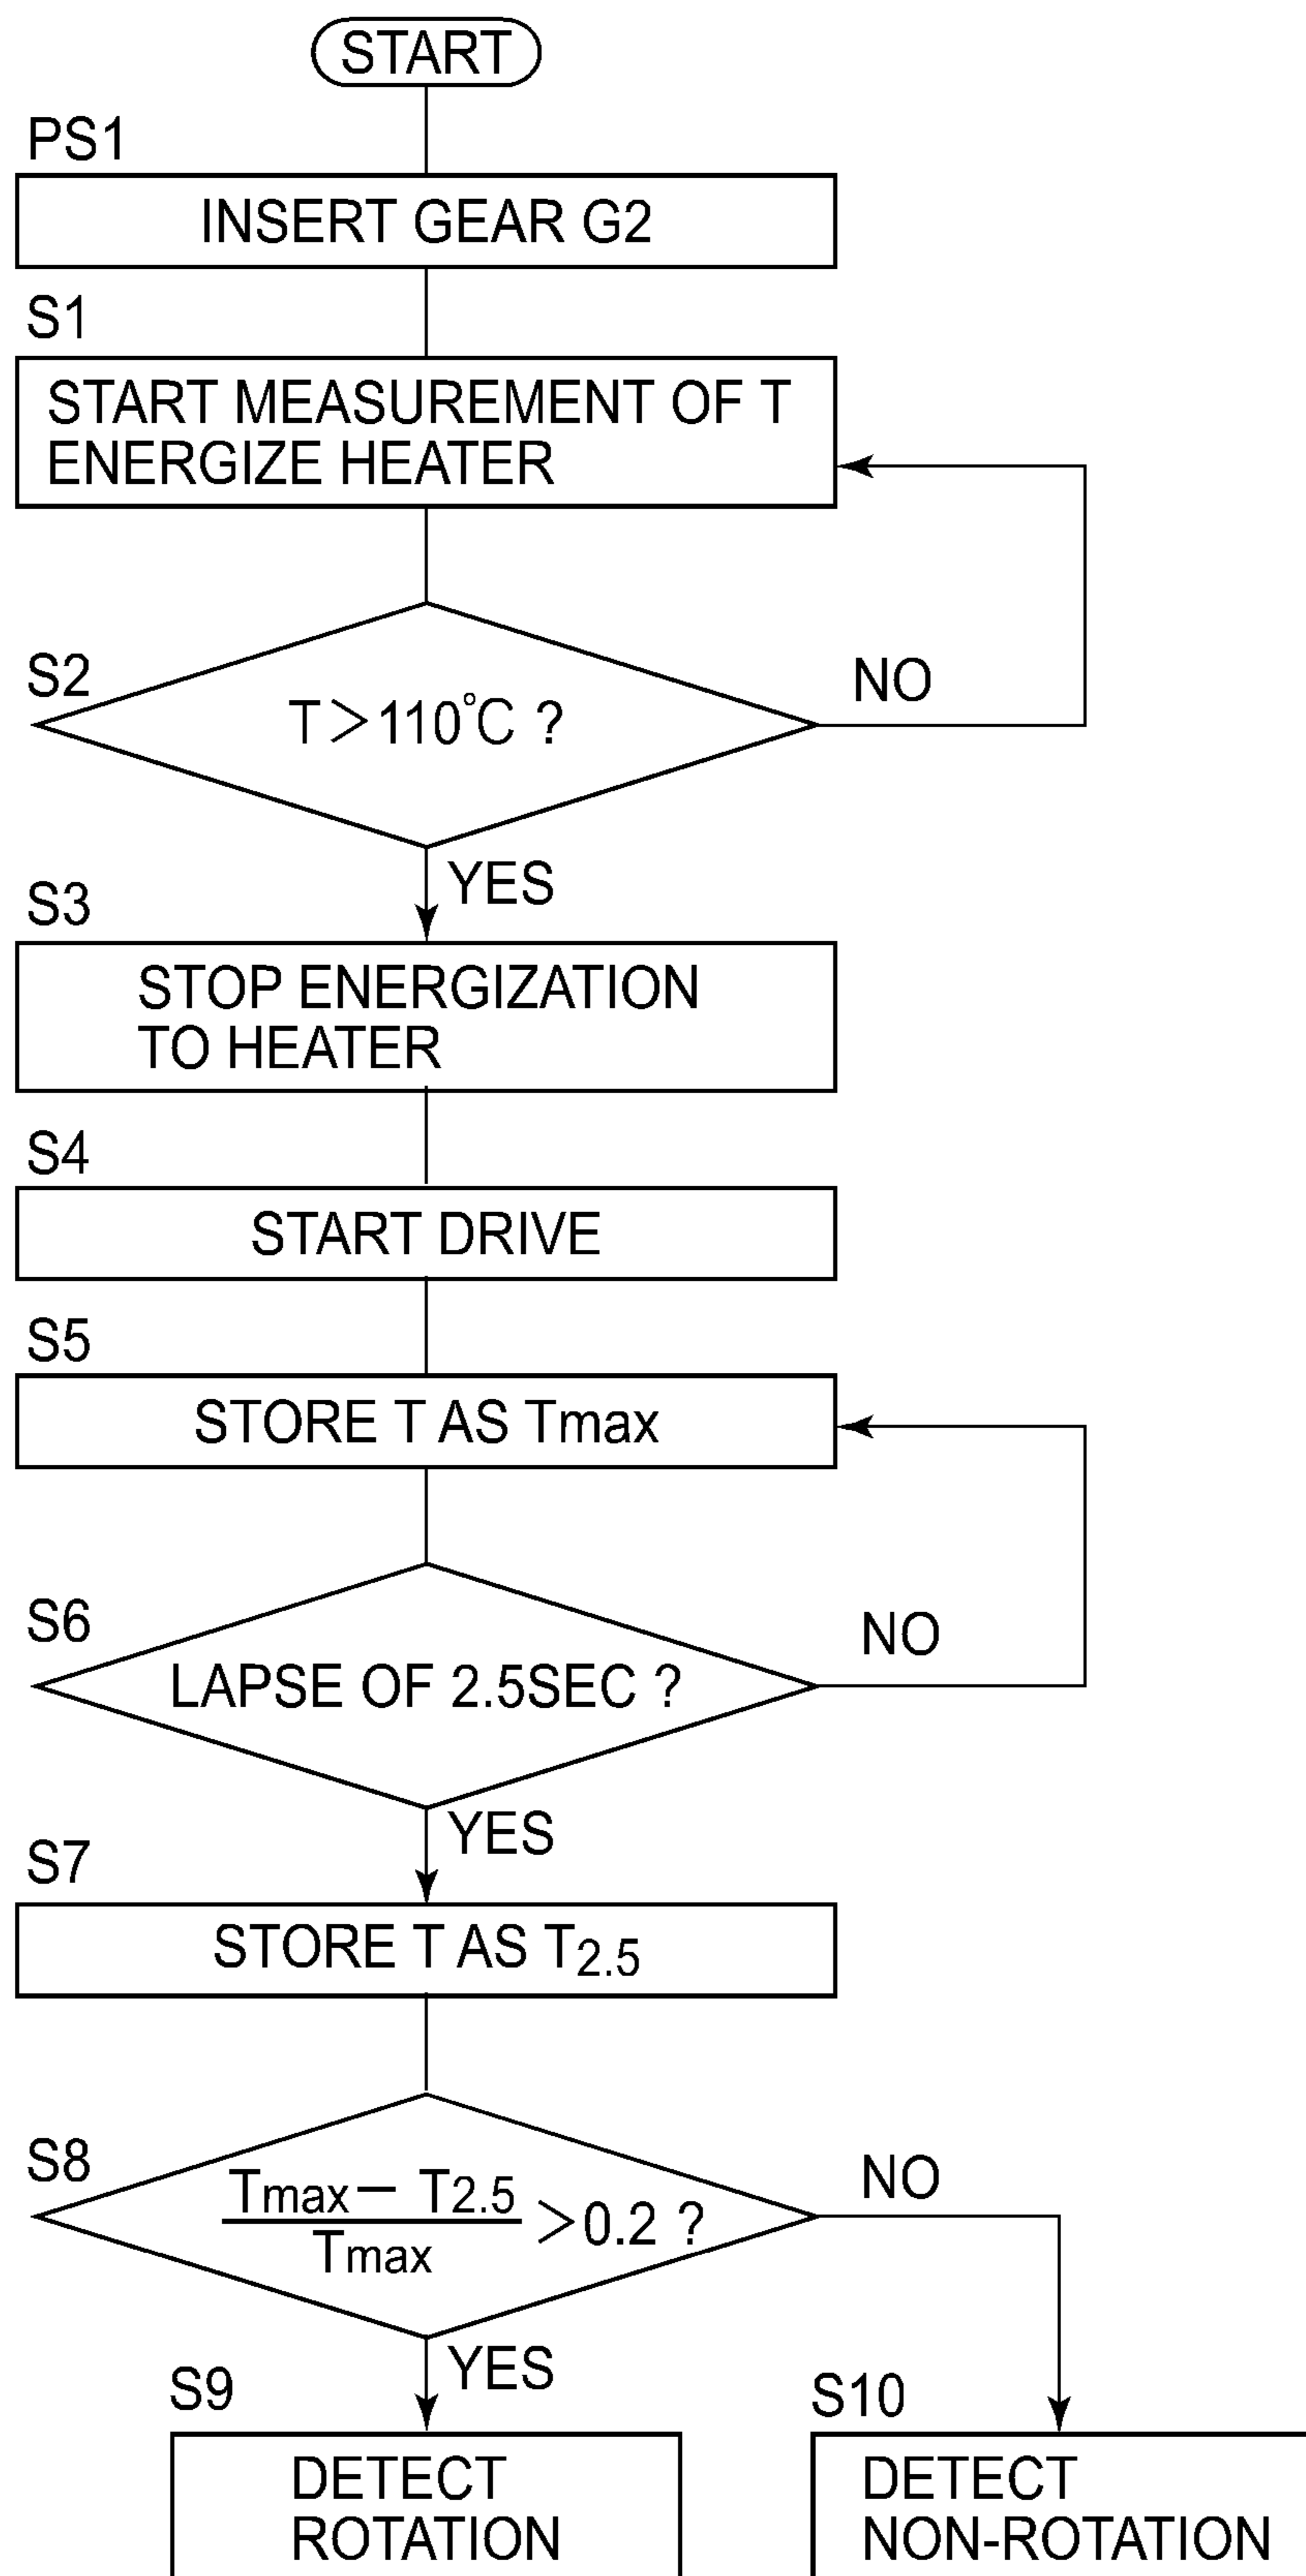 START
PS1
INSERT GEAR G2
S1
START MEASUREMENT OF T
ENERGIZE HEATER
S2
T>110°C ?
NO
YES
S3
STOP ENERGIZATION
TO HEATER
S4
START DRIVE
S5
STORE T AS Tmax
S6
LAPSE OF 2.5SEC ?
NO
YES
S7
STORE T AS T2.5
S8
Tmax− T2.5
Tmax
>0.2 ?
NO
YES
S9
DETECT
ROTATION
S10
DETECT
NON-ROTATION